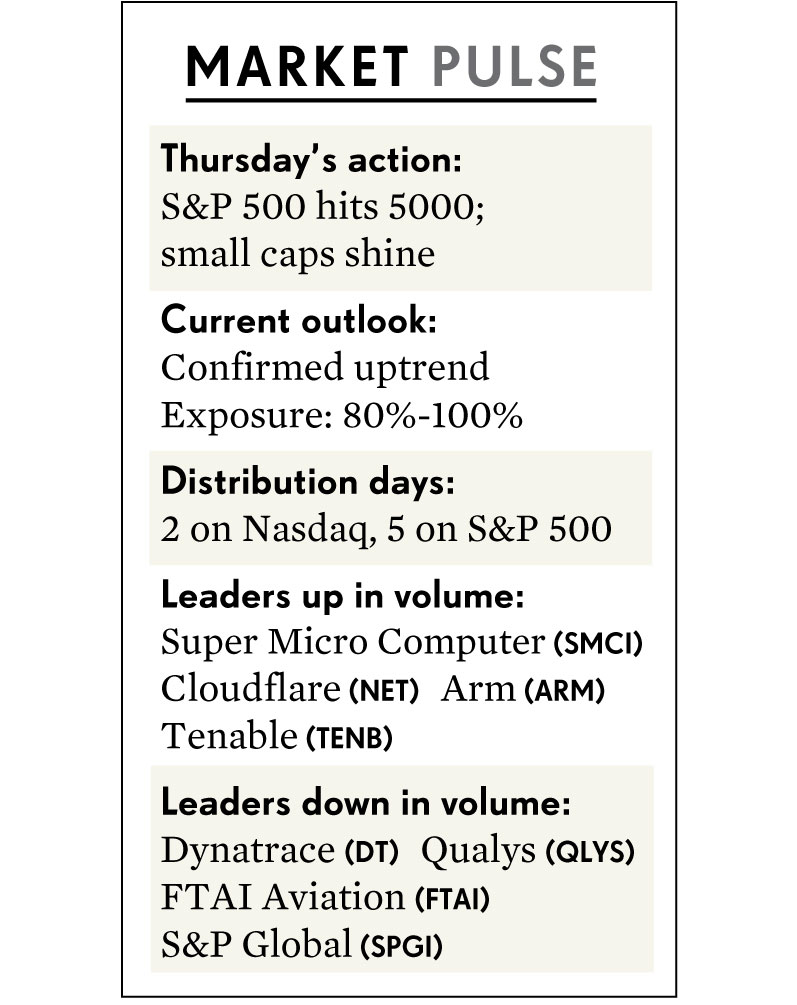 MARKET PULSE
Thursday’s action:
S&P 500 hits 5000;
small caps shine
Current outlook:
Confirmed uptrend
Exposure: 80%-100%
Distribution days:
2 on Nasdaq, 5 on S&P 500
Leaders up in volume:
Super Micro Computer (SMCI)
Cloudflare (NET) Arm (ARM)
Tenable (TENB)
Leaders down in volume:
Dynatrace (DT) Qualys (QLYS)
FTAI Aviation (FTAI)
S&P Global (SPGI)